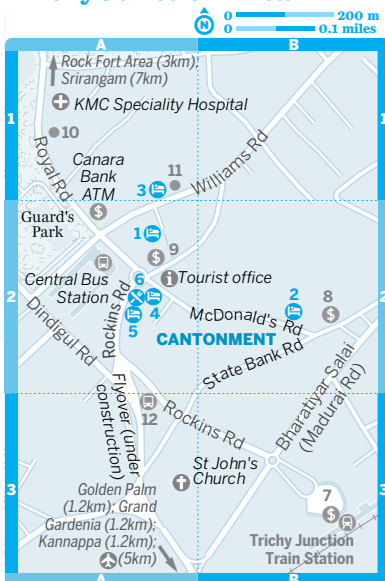 N
0 200 m
0 0.1 miles
A B
Rock Fort Area (3km);
Srirangam (7km)
KMC Speciality Hospital
1 1
10
Royal Rd
Canara
Bank
ATM
11
3
Williams Rd
Guard's
Park
1
9
Central Bus
Station
6
Tourist office
2 2
Rockins Rd
4
5
McDonald's Rd
2
8
CANTONMENT
Dindigul Rd
State Bank Rd
Flyover (under
construction)
12
Rockins Rd
Bharatiyar Salai
(Madurai Rd)
St John's
Church
3 3
Golden Palm
(1.2km); Grand
Gardenia (1.2km);
Kannappa (1.2km);
(5km)
7
Trichy Junction
Train Station
A B